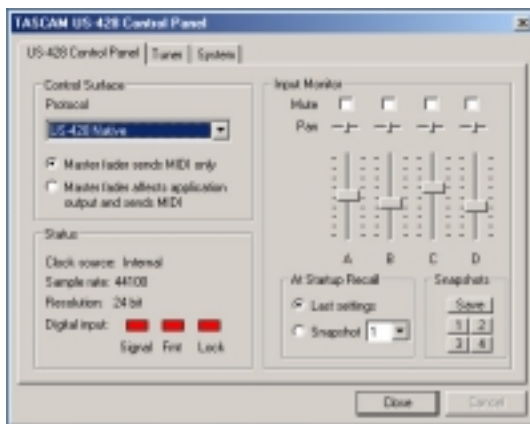 TASCAM US-428 Control Panel
US-428 Control Panel Tuner System
Control Surface
Protocol
US-428 Native
Master fader sends MIDI only
Master fader affects application
output and sends MIDI
Status
Clock source: Internal
Sample rate: 44100
Resolution: 24 bit
Digital input:
Signal Fmt Lock
Input Monitor
Mute
Pan
A B C D
At Startup Recall
Last settings
Snapshot 1
Snapshots
Save
1 2
3 4
Close Cancel